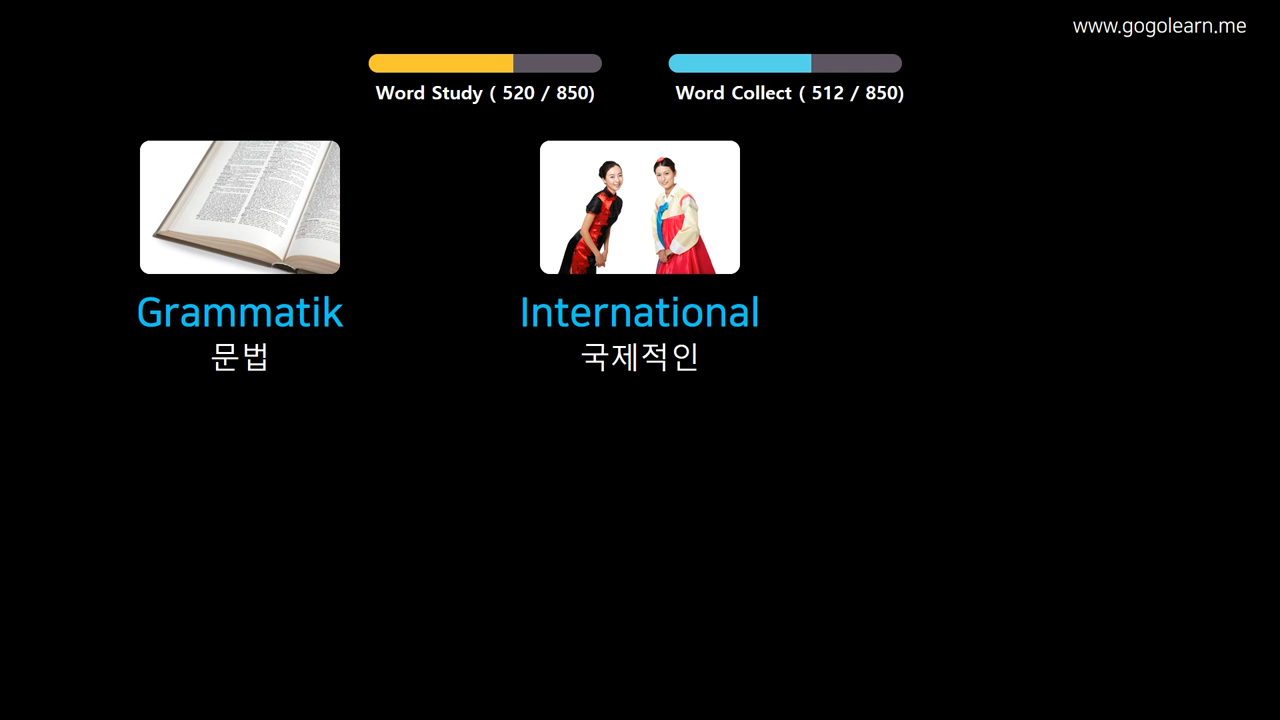 www.gogolearn.me
Word Study ( 520 / 850)
Word Collect ( 512 / 850)
Grammatik
문법
International
국제적인